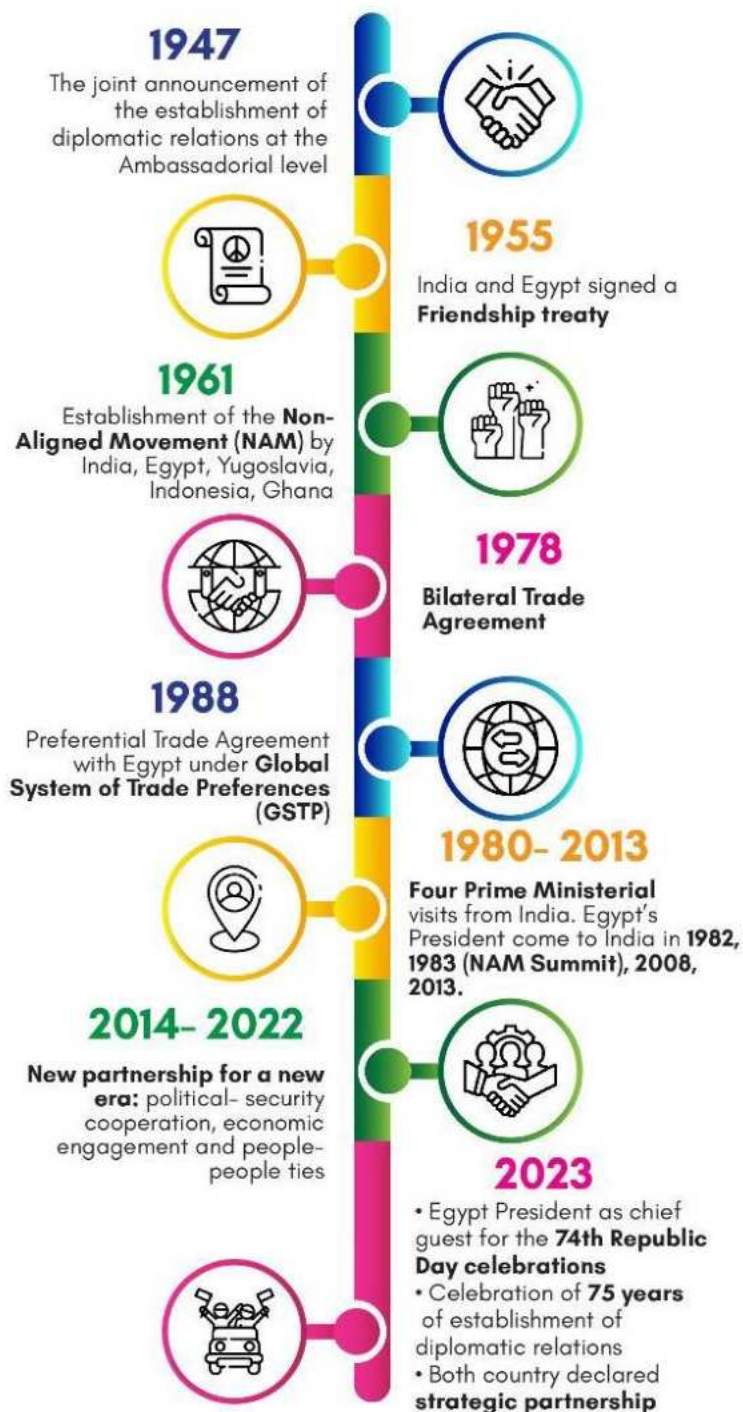 1947
The joint announcement of
the establishment of
diplomatic relations at the
Ambassadorial level
1955
India and Egypt signed a
Friendship treaty
1961
Establishment of the Non-
Aligned Movement (NAM) by
India, Egypt, Yugoslavia,
Indonesia, Ghana
1978
Bilateral Trade
Agreement
1988
Preferential Trade Agreement
with Egypt under Global
System of Trade Preferences
(GSTP)
1980- 2013
Four Prime Ministerial
visits from India. Egypt's
President come to India in 1982,
1983 (NAM Summit), 2008,
2013.
2014- 2022
New partnership for a new
era: political- security
cooperation, economic
engagement and people-
people ties
2023
• Egypt President as chief
guest for the 74th Republic
Day celebrations
• Celebration of 75 years
of establishment of
diplomatic relations
• Both country declared
strategic partnership